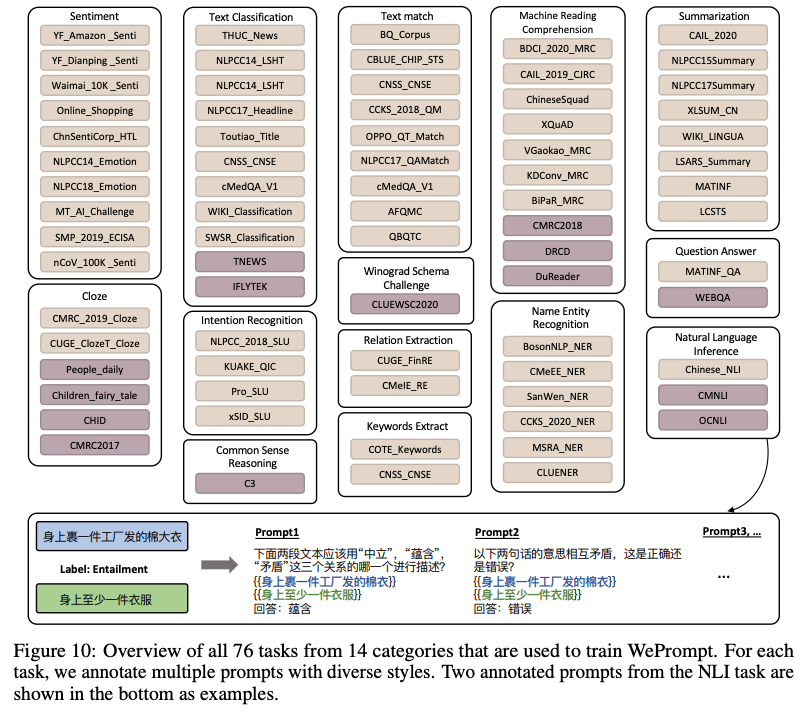 Sentiment
YF_Amazon _Senti
YF_Dianping _Senti
Waimai_10K _Senti
Online_Shopping
ChnSentiCorp_HTL
NLPCC14_Emotion
NLPCC18_Emotion
MT_AI_Challenge
SMP_2019_ECISA
nCoV_100K _Senti
Cloze
CMRC_2019_Cloze
CUGE_ClozeT_Cloze
People_daily
Children_fairy_tale
CHID
CMRC2017
Text Classification
THUC_News
NLPCC14_LSHT
NLPCC14_LSHT
NLPCC17_Headline
Toutiao_Title
CNSS_CNSE
cMedQA_V1
WIKI_Classification
SWSR_Classification
TNEWS
IFLYTEK
Intention Recognition
NLPCC_2018_SLU
KUAKE_QIC
Pro_SLU
xSID_SLU
Common Sense
Reasoning
C3
Text match
BQ_Corpus
CBLUE_CHIP_STS
CNSS_CNSE
CCKS_2018_QM
OPPO_QT_Match
NLPCC17_QAMatch
cMedQA_V1
AFQMC
QBQTC
Winograd Schema
Challenge
CLUEWSC2020
Relation Extraction
CUGE_FinRE
CMeIE_RE
Keywords Extract
COTE_Keywords
CNSS_CNSE
Machine Reading
Comprehension
BDCI_2020_MRC
CAIL_2019_CJRC
ChineseSquad
XQuAD
VGaokao_MRC
KDConv_MRC
BiPaR_MRC
CMRC2018
DRCD
DuReader
Name Entity
Recognition
BosonNLP_NER
CMeEE_NER
SanWen_NER
CCKS_2020_NER
MSRA_NER
CLUENER
Summarization
CAIL_2020
NLPCC15Summary
NLPCC17Summary
XLSUM_CN
WIKI_LINGUA
LSARS_Summary
MATINF
LCSTS
Question Answer
MATINF_QA
WEBQA
Natural Language
Inference
Chinese_NLI
CMNLI
OCNLI
身上裹一件工厂发的棉大衣
Label: Entailment
身上至少一件衣服
Prompt1
下面两段文本应该用“中立”，“蕴含”，
“矛盾”这三个关系的哪一个进行描述？
{{身上裹一件工厂发的棉衣}}
{{身上至少一件衣服}}
回答：蕴含
Prompt2
以下两句话的意思相互矛盾，这是正确还
是错误？
{{身上裹一件工厂发的棉衣}}
{{身上至少一件衣服}}
回答：错误
Prompt3, ...
...
Figure 10: Overview of all 76 tasks from 14 categories that are used to train WePrompt. For each
task, we annotate multiple prompts with diverse styles. Two annotated prompts from the NLI task are
shown in the bottom as examples.